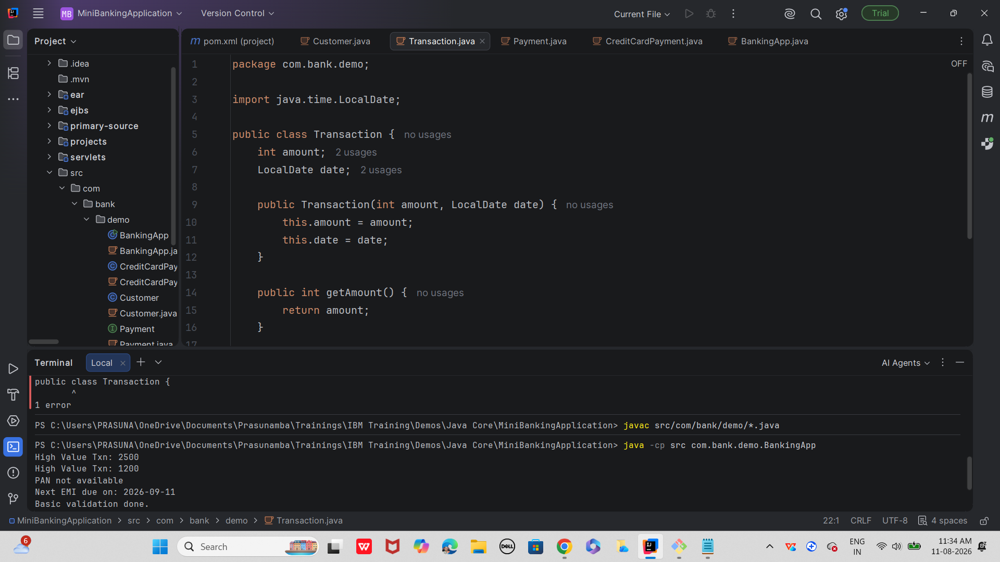 MB MiniBankingApplication Version Control Current File Trial
Project
pom.xml (project) Customer.java Transaction.java Payment.java CreditCardPayment.java BankingApp.java
.idea
.mvn
ear
ejbs
primary-source
projects
servlets
src
com
bank
demo
BankingApp
BankingApp.ja
CreditCardPay
CreditCardPay
Customer
Customer.java
Payment
Payment.java
OFF
1 package com.bank.demo;
2
3 import java.time.LocalDate;
4
5 public class Transaction { no usages
6 int amount; 2 usages
7 LocalDate date; 2 usages
8
9 public Transaction(int amount, LocalDate date) { no usages
10 this.amount = amount;
11 this.date = date;
12 }
13
14 public int getAmount() { no usages
15 return amount;
16 }
17
Terminal Local AI Agents
public class Transaction {
^
1 error
PS C:\Users\PRASUNA\OneDrive\Documents\Prasunamba\Trainings\IBM Training\Demos\Java Core\MiniBankingApplication> javac src/com/bank/demo/*.java
PS C:\Users\PRASUNA\OneDrive\Documents\Prasunamba\Trainings\IBM Training\Demos\Java Core\MiniBankingApplication> java -cp src com.bank.demo.BankingApp
High Value Txn: 2500
High Value Txn: 1200
PAN not available
Next EMI due on: 2026-09-11
Basic validation done.
MiniBankingApplication > src > com > bank > demo > Transaction.java 22:1 CRLF UTF-8 4 spaces
6
Search
DELL
ENG
IN
11:34 AM
11-08-2026